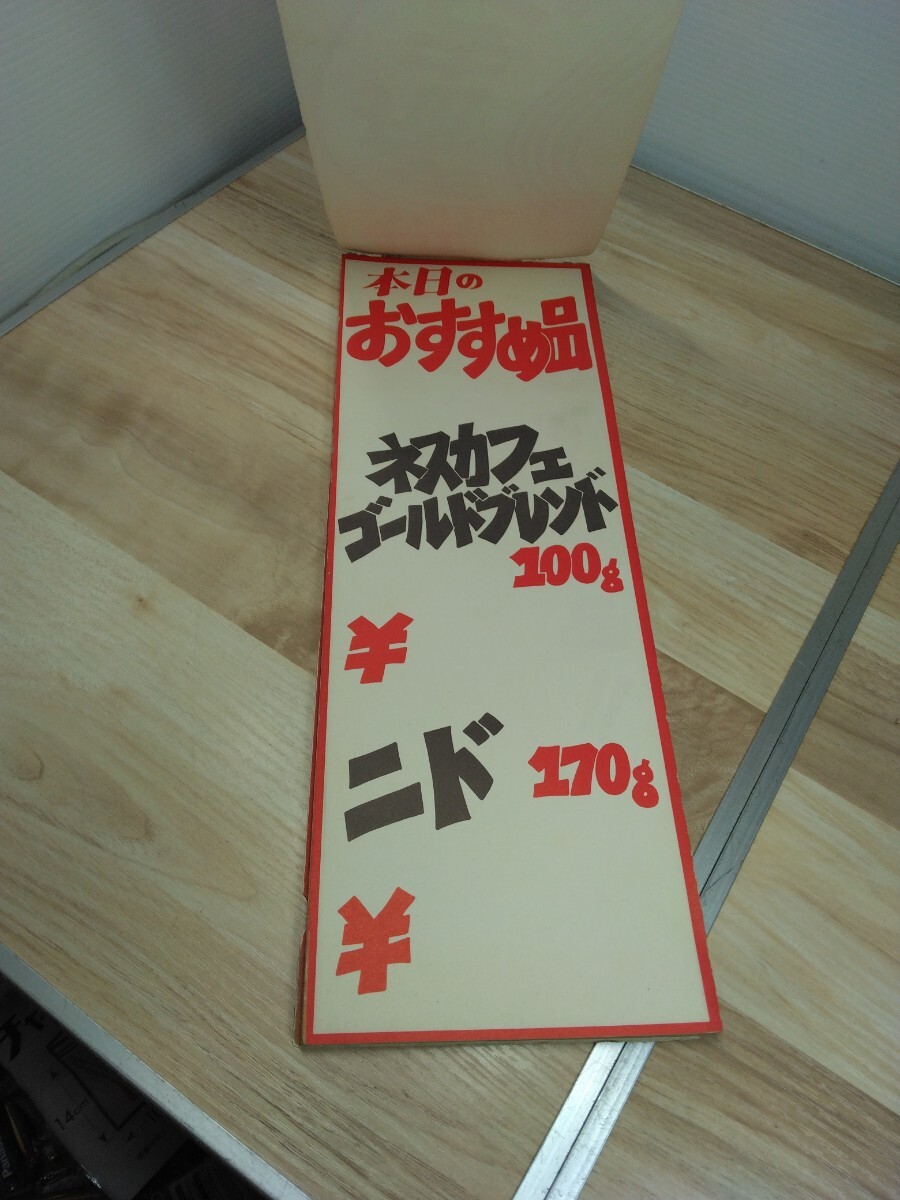 本日の
おすすめ品
ネスカフェ
ゴールドブレンド
100g
¥
ニド 170g
¥
14cm